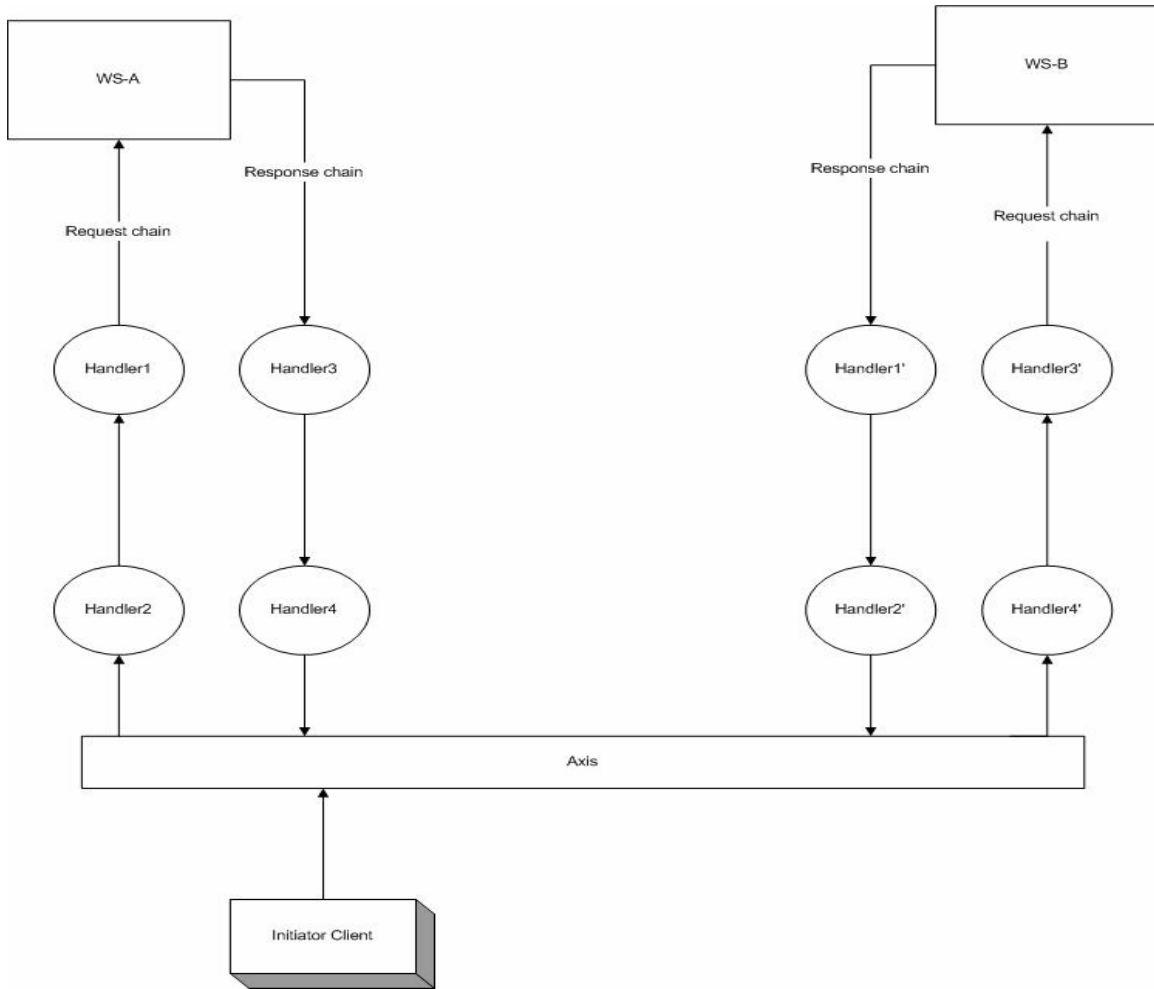 WS-A
WS-B
Response chain
Response chain
Request chain
Request chain
Handler1
Handler3
Handler1'
Handler3'
Handler2
Handler4
Handler2'
Handler4'
Axis
Initiator Client